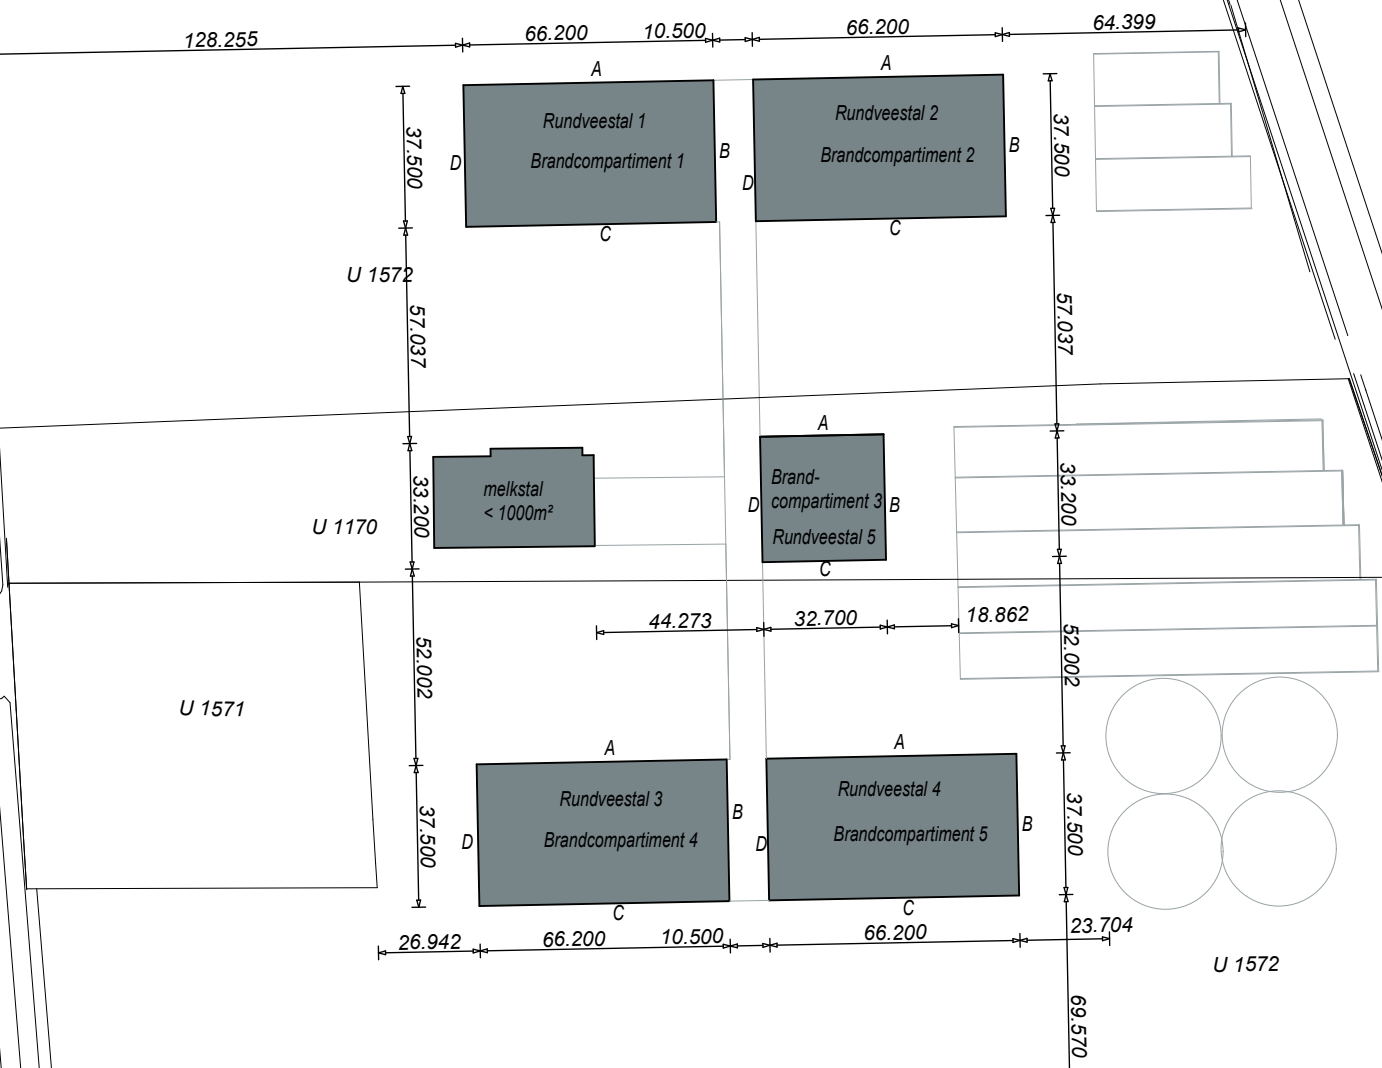 128.255
66.200
10.500
66.200
64.399
A
A
Rundveestal 1
Brandcompartiment 1
Rundveestal 2
Brandcompartiment 2
37.500
D
B
D
B
37.500
C
C
U 1572
57.037
57.037
A
melkstal
< 1000m²
Brand-
compartiment 3
Rundveestal 5
D
B
33.200
33.200
U 1170
C
44.273
32.700
18.862
52.002
52.002
U 1571
A
A
Rundveestal 3
Brandcompartiment 4
Rundveestal 4
Brandcompartiment 5
37.500
D
B
D
B
37.500
C
C
26.942
66.200
10.500
66.200
23.704
U 1572
69.570